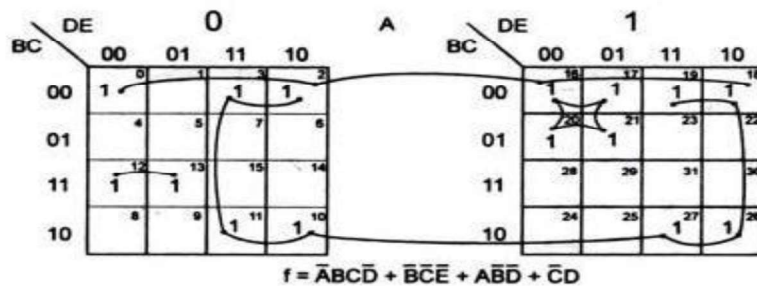 DE 0 A DE 1
BC BC
00 01 11 10 00 01 11 10
0 1 3 2 16 17 19 18
00 1 1 1 00 1 1 1 1
4 5 7 6 20 21 23 22
01 01 1 1
12 13 15 14 28 29 31 30
11 1 1 11
8 9 11 10 24 25 27 26
10 1 1 10 1 1
f = A̅BCD̅ + B̅C̅E̅ + AB̅D̅ + C̅D